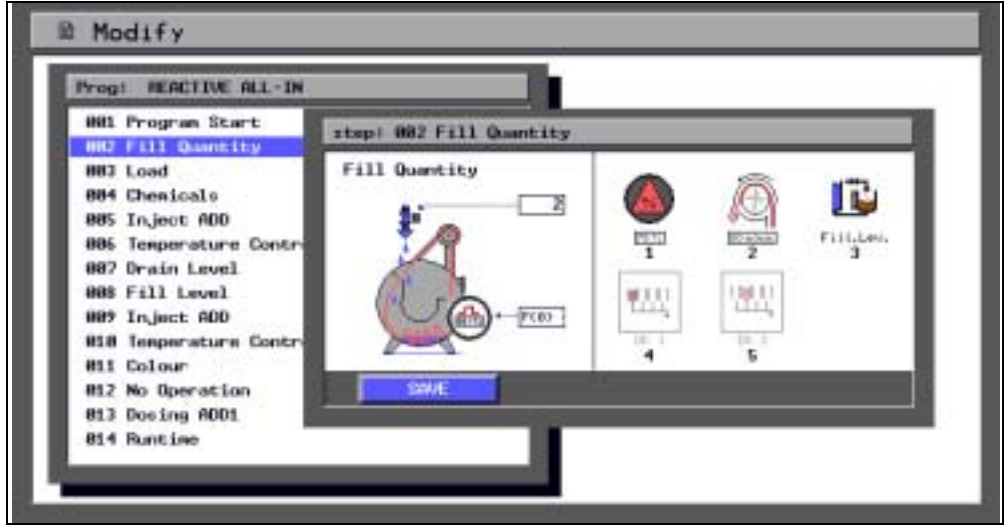 Modify
Prog: REACTIVE ALL-IN
001 Program Start
002 Fill Quantity
003 Load
004 Chemicals
005 Inject ADD
006 Temperature Contr
007 Drain Level
008 Fill Level
009 Inject ADD
010 Temperature Contr
011 Colour
012 No Operation
013 Dosing ADD1
014 Runtime
step: 002 Fill Quantity
Fill Quantity
2
P(0)
1
2
Fill.Lev.
3
4
5
SAVE